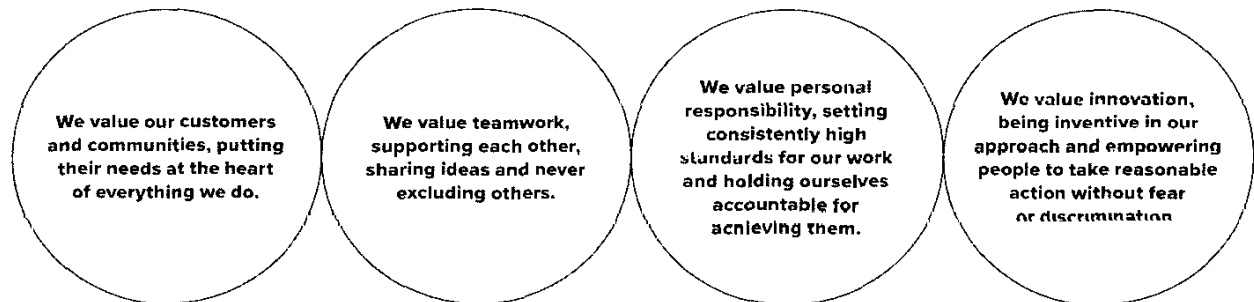 We value our customers
and communities, putting
their needs at the heart
of everything we do.
We value teamwork,
supporting each other,
sharing ideas and never
excluding others.
We value personal
responsibility, setting
consistently high
standards for our work
and holding ourselves
accountable for
achieving them.
We value innovation,
being inventive in our
approach and empowering
people to take reasonable
action without fear
or discrimination